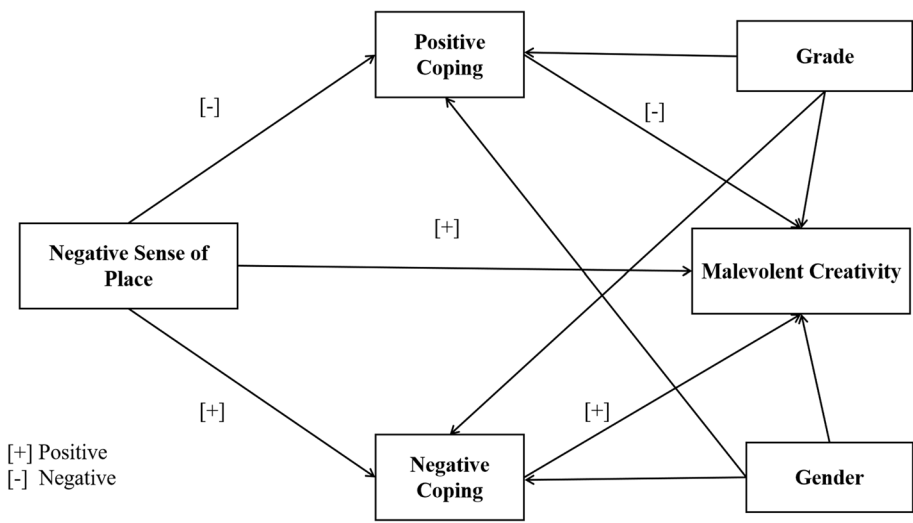 Positive
Coping
Grade
[-]
[-]
[+]
Negative Sense of
Place
Malevolent Creativity
[+]
[+]
[+] Positive
[-] Negative
Negative
Coping
Gender